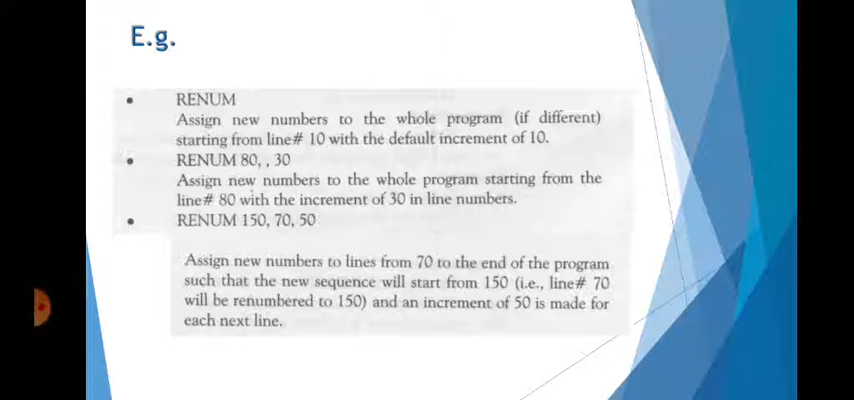 E.g.
• RENUM
Assign new numbers to the whole program (if different)
starting from line# 10 with the default increment of 10.
• RENUM 80, , 30
Assign new numbers to the whole program starting from the
line# 80 with the increment of 30 in line numbers.
• RENUM 150, 70, 50
Assign new numbers to lines from 70 to the end of the program
such that the new sequence will start from 150 (i.e., line# 70
will be renumbered to 150) and an increment of 50 is made for
each next line.